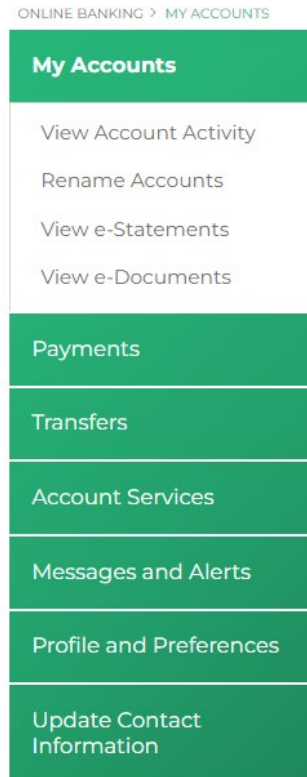 ONLINE BANKING > MY ACCOUNTS
My Accounts
View Account Activity
Rename Accounts
View e-Statements
View e-Documents
Payments
Transfers
Account Services
Messages and Alerts
Profile and Preferences
Update Contact
Information